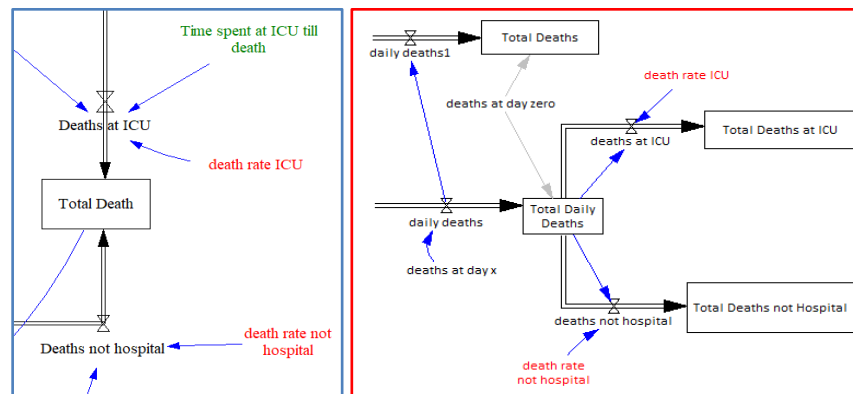 Time spent at ICU till
death
Deaths at ICU
death rate ICU
Total Death
Deaths not hospital
death rate not
hospital
Total Deaths
daily deaths1
death rate ICU
deaths at day zero
deaths at ICU
Total Deaths at ICU
Total Daily
Deaths
daily deaths
deaths at day x
Total Deaths not Hospital
deaths not hospital
death rate
not hospital